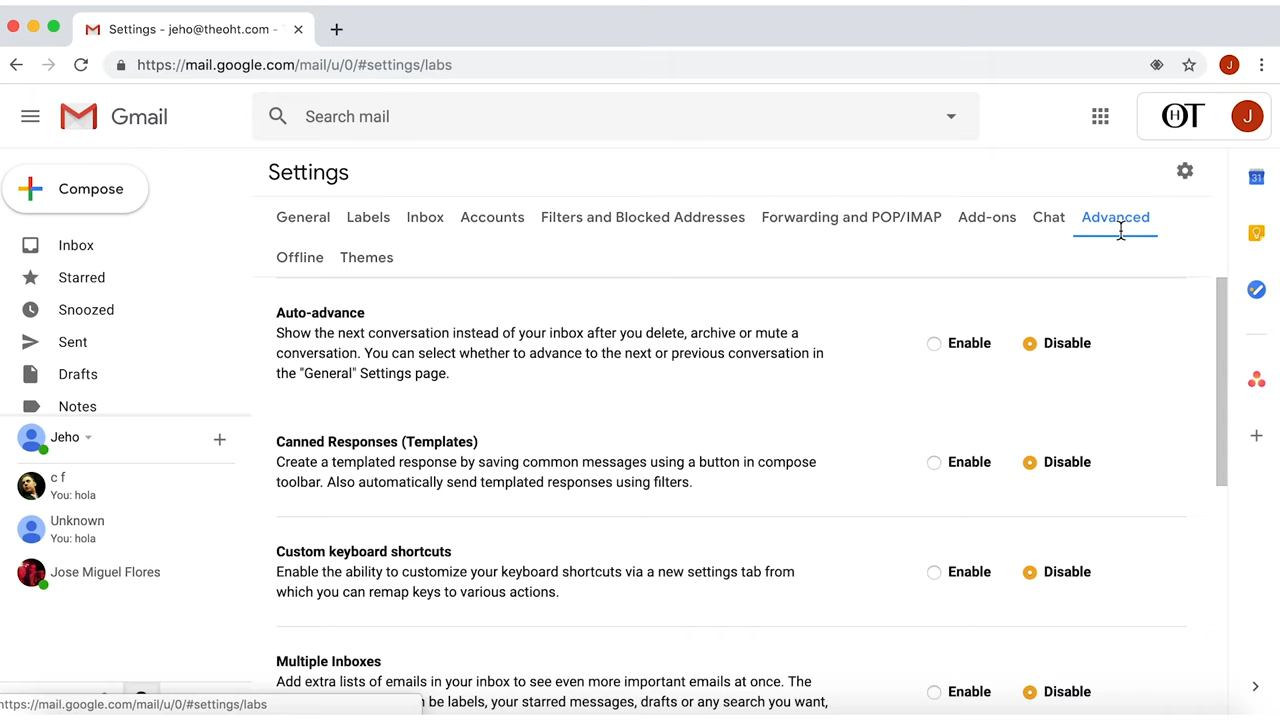 Settings - jeho@theoht.com -
https://mail.google.com/mail/u/0/#settings/labs
J
Gmail
Search mail
OHT
J
Compose
Settings
General Labels Inbox Accounts Filters and Blocked Addresses Forwarding and POP/IMAP Add-ons Chat Advanced
Offline Themes
31
Inbox
Starred
Snoozed
Sent
Drafts
Notes
Jeho
c f
You: hola
Unknown
You: hola
Jose Miguel Flores
Auto-advance
Show the next conversation instead of your inbox after you delete, archive or mute a
conversation. You can select whether to advance to the next or previous conversation in
the "General" Settings page.
Enable Disable
Canned Responses (Templates)
Create a templated response by saving common messages using a button in compose
toolbar. Also automatically send templated responses using filters.
Enable Disable
Custom keyboard shortcuts
Enable the ability to customize your keyboard shortcuts via a new settings tab from
which you can remap keys to various actions.
Enable Disable
Multiple Inboxes
Add extra lists of emails in your inbox to see even more important emails at once. The
n be labels, your starred messages, drafts or any search you want,
Enable Disable
https://mail.google.com/mail/u/0/#settings/labs